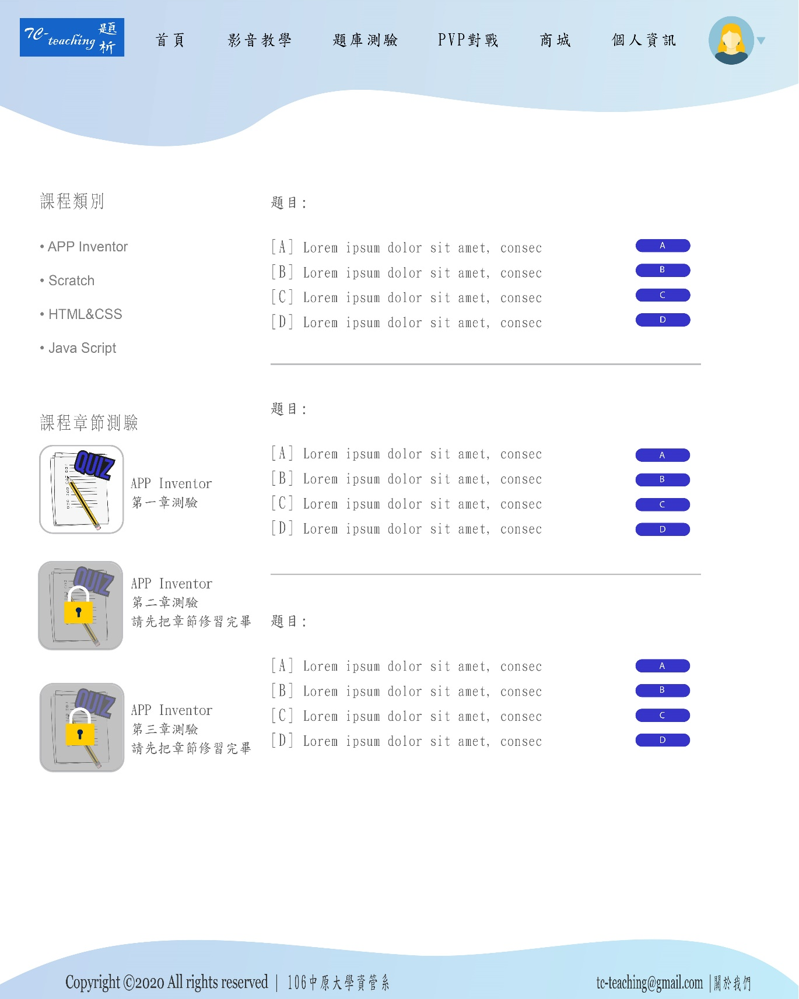 TC-teaching 題析
首頁 影音教學 題庫測驗 PVP對戰 商城 個人資訊
課程類別
• APP Inventor
• Scratch
• HTML&CSS
• Java Script
課程章節測驗
QUIZ
APP Inventor
第一章測驗
QUIZ
APP Inventor
第二章測驗
請先把章節修習完畢
QUIZ
APP Inventor
第三章測驗
請先把章節修習完畢
題目:
[A] Lorem ipsum dolor sit amet, consec A
[B] Lorem ipsum dolor sit amet, consec B
[C] Lorem ipsum dolor sit amet, consec C
[D] Lorem ipsum dolor sit amet, consec D
題目:
[A] Lorem ipsum dolor sit amet, consec A
[B] Lorem ipsum dolor sit amet, consec B
[C] Lorem ipsum dolor sit amet, consec C
[D] Lorem ipsum dolor sit amet, consec D
題目:
[A] Lorem ipsum dolor sit amet, consec A
[B] Lorem ipsum dolor sit amet, consec B
[C] Lorem ipsum dolor sit amet, consec C
[D] Lorem ipsum dolor sit amet, consec D
Copyright ©2020 All rights reserved | 106中原大學資管系
tc-teaching@gmail.com |關於我們